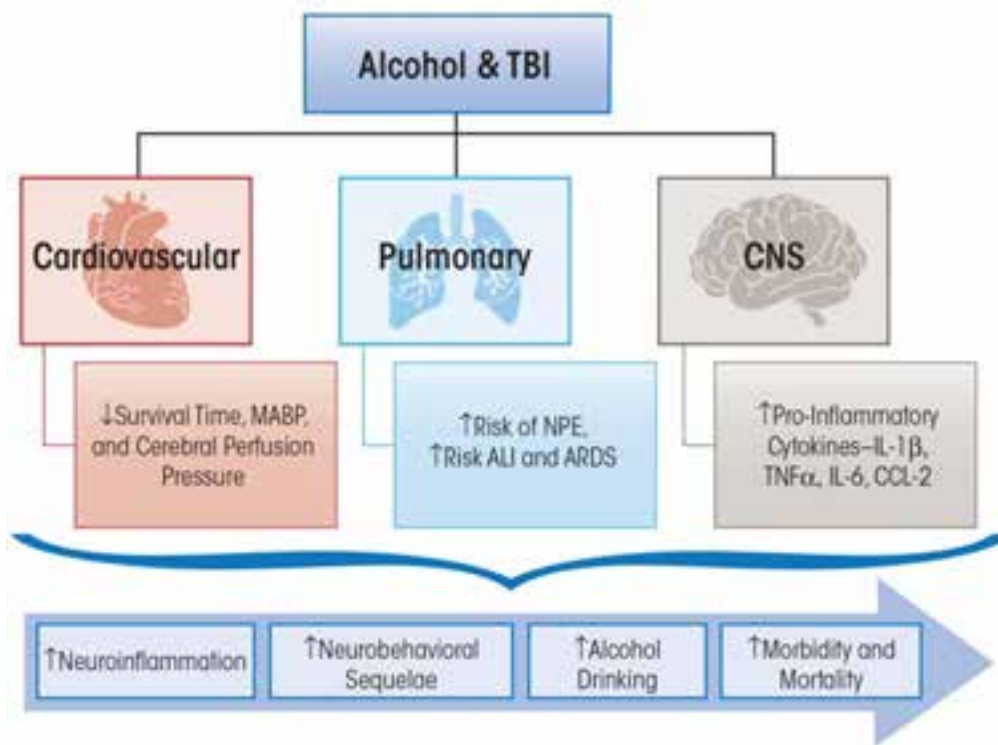 Alcohol & TBI
Cardiovascular
Pulmonary
CNS
↓Survival Time, MABP,
and Cerebral Perfusion
Pressure
↑Risk of NPE,
↑Risk ALI and ARDS
↑Pro-Inflammatory
Cytokines–IL-1β,
TNFα, IL-6, CCL-2
↑Neuroinflammation
↑Neurobehavioral
Sequelae
↑Alcohol
Drinking
↑Morbidity and
Mortality